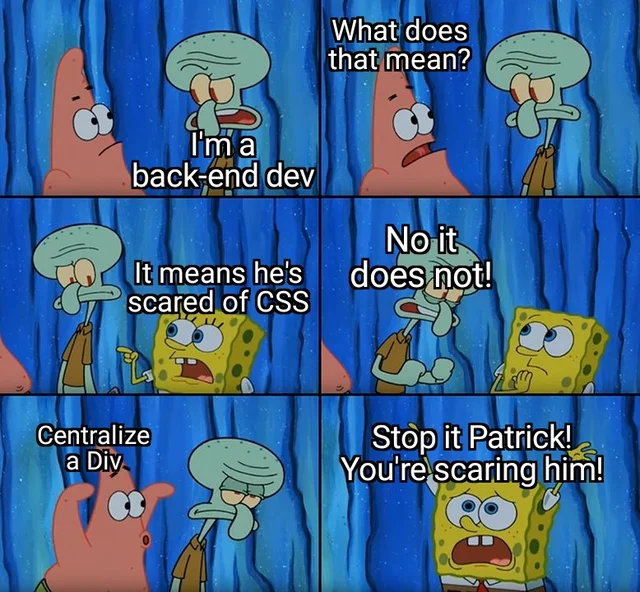 I'm a
back-end dev
What does
that mean?
It means he's
scared of CSS
No it
does not!
Centralize
a Div
Stop it Patrick!
You're scaring him!